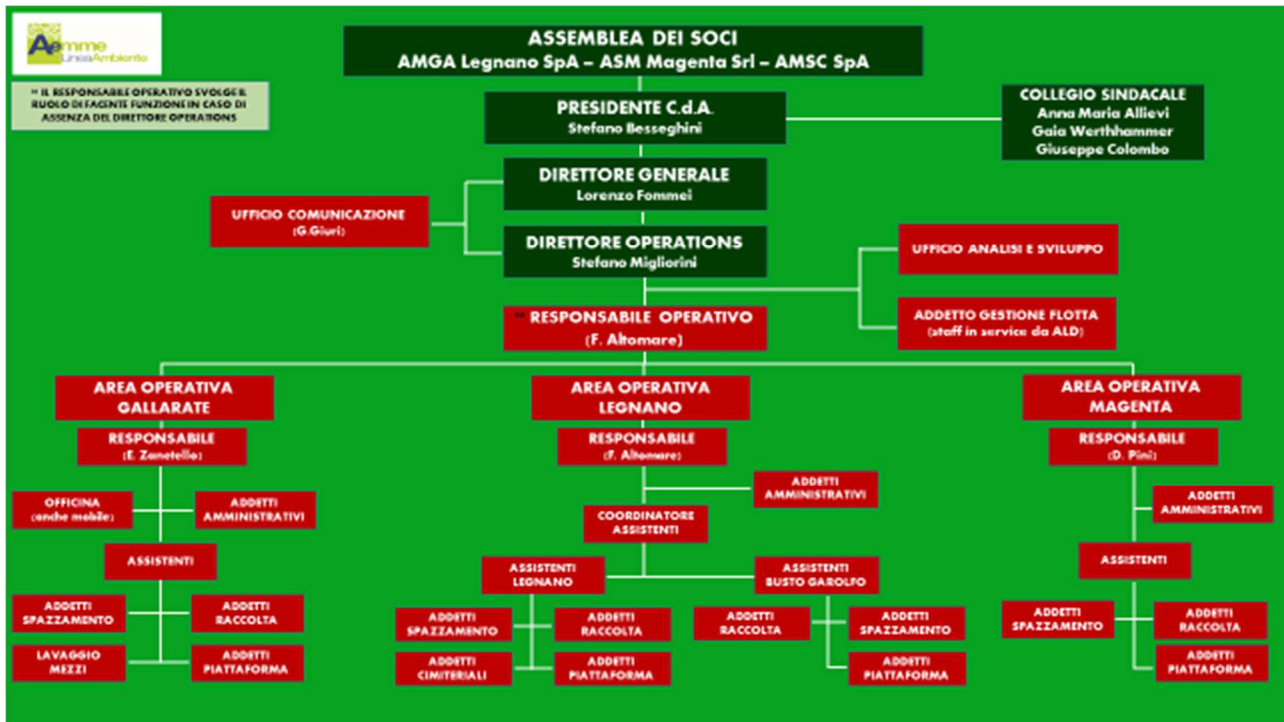 Aemme
LineaAmbiente
** IL RESPONSABILE OPERATIVO SVOLGE IL
RUOLO DI FACENTE FUNZIONE IN CASO DI
ASSENZA DEL DIRETTORE OPERATIONS
ASSEMBLEA DEI SOCI
AMGA Legnano SpA – ASM Magenta Srl – AMSC SpA
PRESIDENTE C.d.A.
Stefano Besseghini
COLLEGIO SINDACALE
Anna Maria Allievi
Gaia Werthhammer
Giuseppe Colombo
DIRETTORE GENERALE
Lorenzo Fommei
UFFICIO COMUNICAZIONE
(G.Giuri)
DIRETTORE OPERATIONS
Stefano Migliorini
UFFICIO ANALISI E SVILUPPO
ADDETTO GESTIONE FLOTTA
(staff in service da ALD)
** RESPONSABILE OPERATIVO
(F. Altomare)
AREA OPERATIVA
GALLARATE
RESPONSABILE
(E. Zanetello)
OFFICINA
(anche mobile)
ADDETTI
AMMINISTRATIVI
ASSISTENTI
ADDETTI
SPAZZAMENTO
ADDETTI
RACCOLTA
LAVAGGIO
MEZZI
ADDETTI
PIATTAFORMA
AREA OPERATIVA
LEGNANO
RESPONSABILE
(F. Altomare)
ADDETTI
AMMINISTRATIVI
COORDINATORE
ASSISTENTI
ASSISTENTI
LEGNANO
ADDETTI
SPAZZAMENTO
ADDETTI
RACCOLTA
ADDETTI
CIMITERIALI
ADDETTI
PIATTAFORMA
ASSISTENTI
BUSTO GAROLFO
ADDETTI
RACCOLTA
ADDETTI
SPAZZAMENTO
ADDETTI
PIATTAFORMA
AREA OPERATIVA
MAGENTA
RESPONSABILE
(D. Pini)
ADDETTI
AMMINISTRATIVI
ASSISTENTI
ADDETTI
SPAZZAMENTO
ADDETTI
RACCOLTA
ADDETTI
PIATTAFORMA